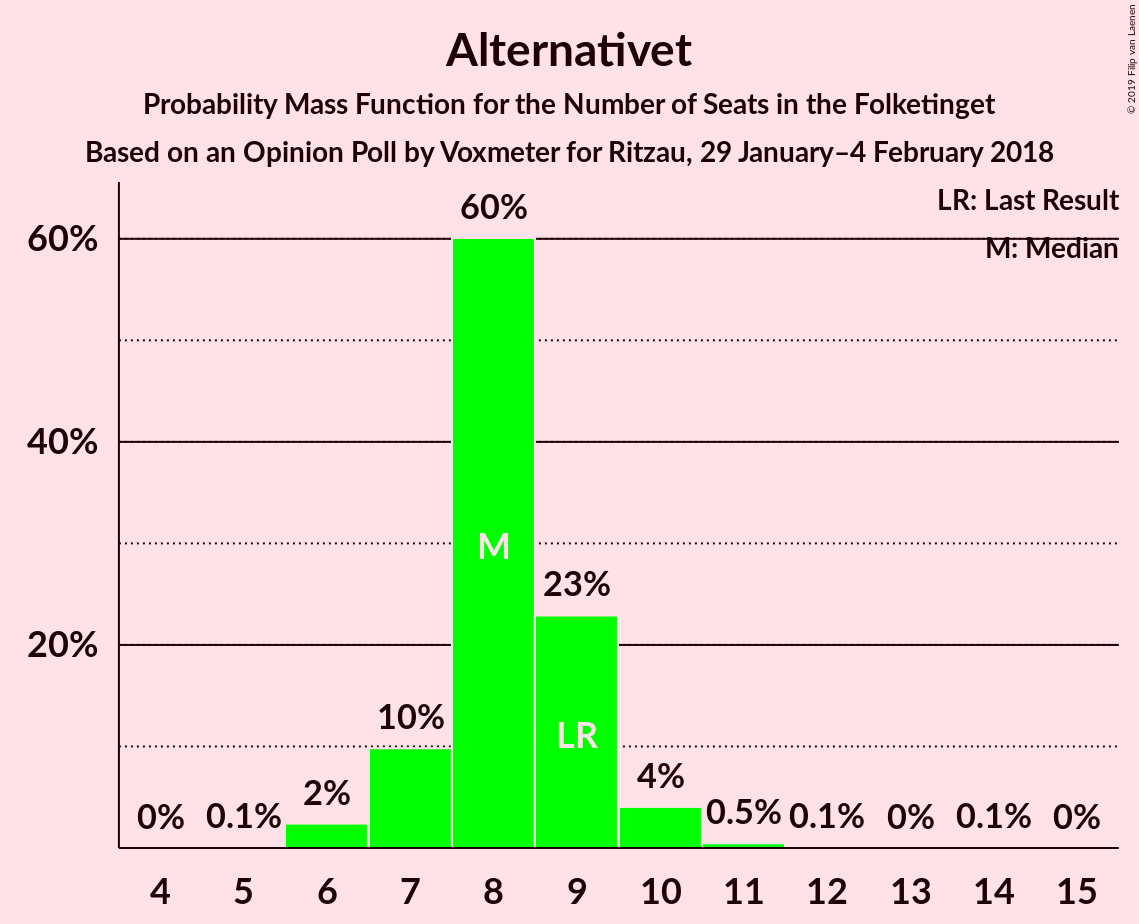 Alternativet
Probability Mass Function for the Number of Seats in the Folketinget
Based on an Opinion Poll by Voxmeter for Ritzau, 29 January–4 February 2018
© 2019 Filip van Laenen
LR: Last Result
M: Median
60%
40%
20%
0%
0.1%
2%
10%
60%
23%
4%
0.5%
0.1%
0%
0.1%
0%
M
LR
4 5 6 7 8 9 10 11 12 13 14 15